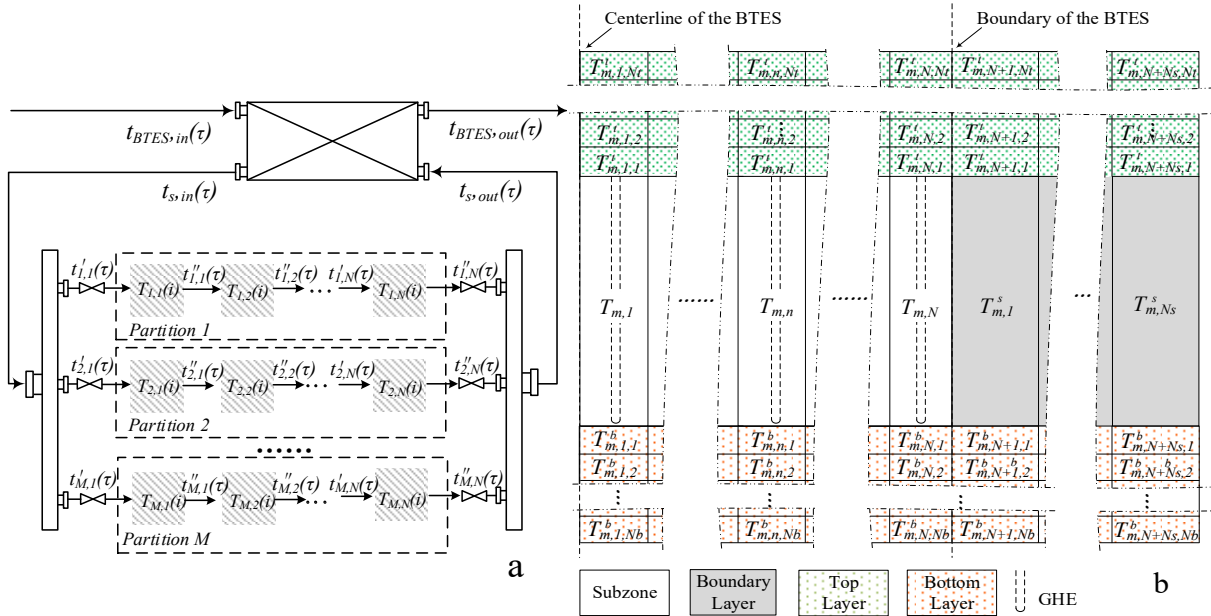 Centerline of the BTES
Boundary of the BTES
t_BTES,in(τ)
t_BTES,out(τ)
t_s,in(τ)
t_s,out(τ)
t'_1,1(τ) T_1,1(i) t''_1,1(τ) T_1,2(i) t''_1,2(τ) ... t'_1,N(τ) T_1,N(i) t''_1,N(τ)
Partition 1
t'_2,1(τ) T_2,1(i) t''_2,1(τ) T_2,2(i) t''_2,2(τ) ... t'_2,N(τ) T_2,N(i) t''_2,N(τ)
Partition 2
......
t'_M,1(τ) T_M,1(i) t''_M,1(τ) T_M,2(i) t''_M,2(τ) ... t'_M,N(τ) T_M,N(i) t''_M,N(τ)
Partition M
a
T^t_m,1,Nt T^t_m,n,Nt T^t_m,N,Nt T^t_m,N+1,Nt T^t_m,N+Ns,Nt
T^t_m,1,2 T^t_m,n,2 T^t_m,N,2 T^t_m,N+1,2 T^t_m,N+Ns,2
T^t_m,1,1 T^t_m,n,1 T^t_m,N,1 T^t_m,N+1,1 T^t_m,N+Ns,1
T_m,1 ...... T_m,n ...... T_m,N T^s_m,1 ... T^s_m,Ns
T^b_m,1,1 T^b_m,n,1 T^b_m,N,1 T^b_m,N+1,1 T^b_m,N+Ns,1
T^b_m,1,2 T^b_m,n,2 T^b_m,N,2 T^b_m,N+1,2 T^b_m,N+Ns,2
T^b_m,1,Nb T^b_m,n,Nb T^b_m,N,Nb T^b_m,N+1,Nb T^b_m,N+Ns,Nb
b
Subzone
Boundary
Layer
Top
Layer
Bottom
Layer
GHE